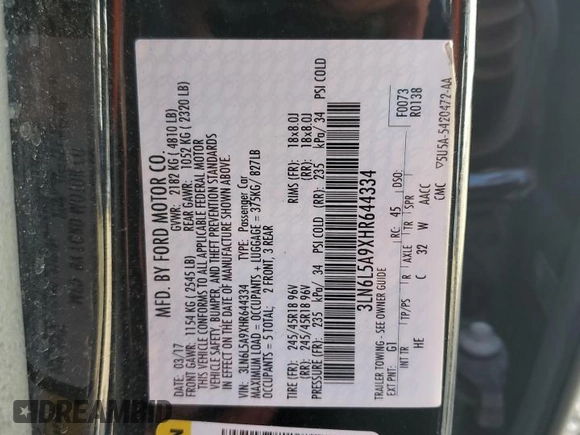 MFD. BY FORD MOTOR CO.
DATE: 03/17 GVWR: 2182 KG ( 4810 LB)
FRONT GAWR: 1154 KG ( 2545 LB) REAR GAWR: 1052 KG ( 2320 LB)
THIS VEHICLE CONFORMS TO ALL APPLICABLE FEDERAL MOTOR
VEHICLE SAFETY, BUMPER, AND THEFT PREVENTION STANDARDS
IN EFFECT ON THE DATE OF MANUFACTURE SHOWN ABOVE.
VIN: 3LN6L5A9XHR644334 TYPE: Passenger Car
MAXIMUM LOAD = OCCUPANTS + LUGGAGE = 375KG/ 827LB
OCCUPANTS = 5 TOTAL: 2 FRONT, 3 REAR
TIRE (FR): 245/45R18 96V RIMS (FR): 18x8.0J
(RR): 245/45R18 96V (RR): 18x8.0J
PRESSURE (FR): 235 kPa/ 34 PSI COLD (RR): 235 kPa/ 34 PSI COLD
3LN6L5A9XHR644334
TRAILER TOWING - SEE OWNER GUIDE
F0073
R0138
EXT PNT: G1 RC: 45 DSO:
INT TR TP/PS R AXLE TR SPR
HE C 32 W AACC
CMC 5U5A-5420472-AA
DREAMBID